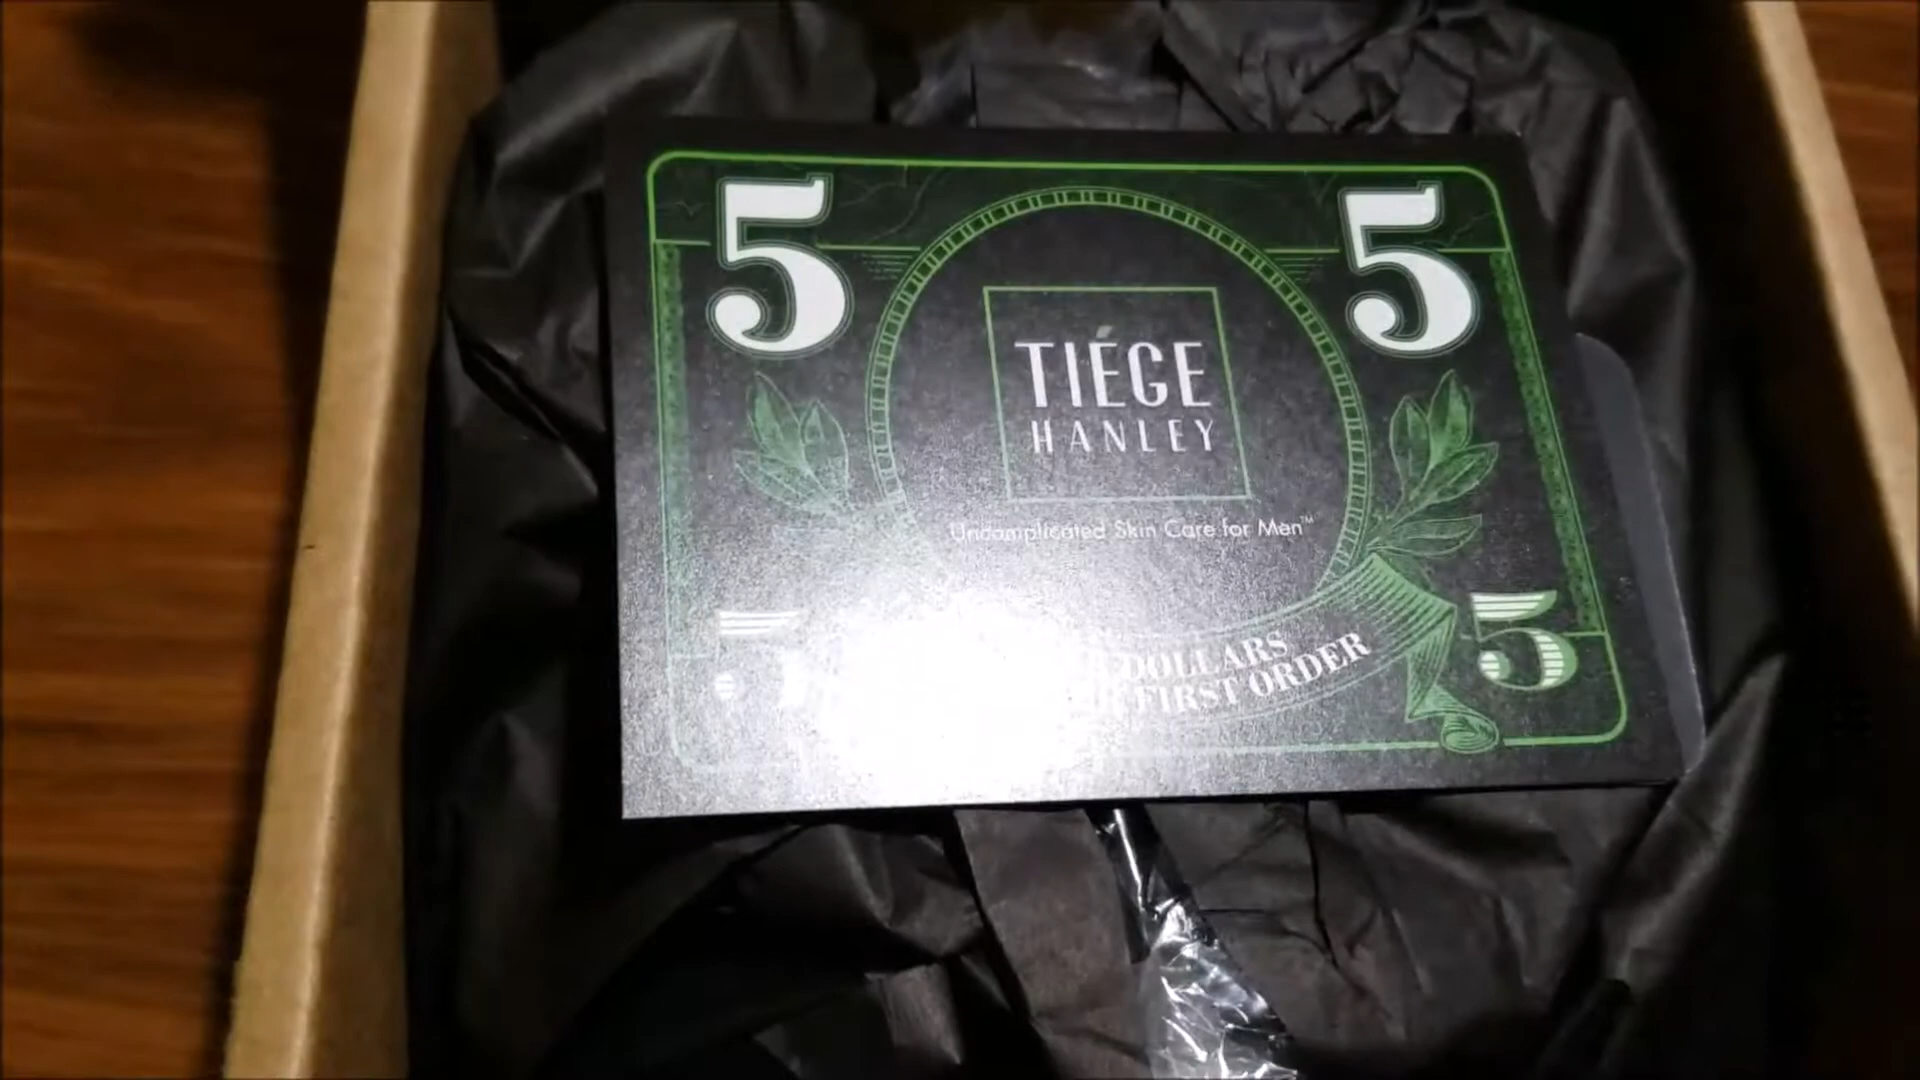 5 5
TIÉGE
HANLEY
Uncomplicated Skin Care for Men™
DOLLARS
FIRST ORDER
5